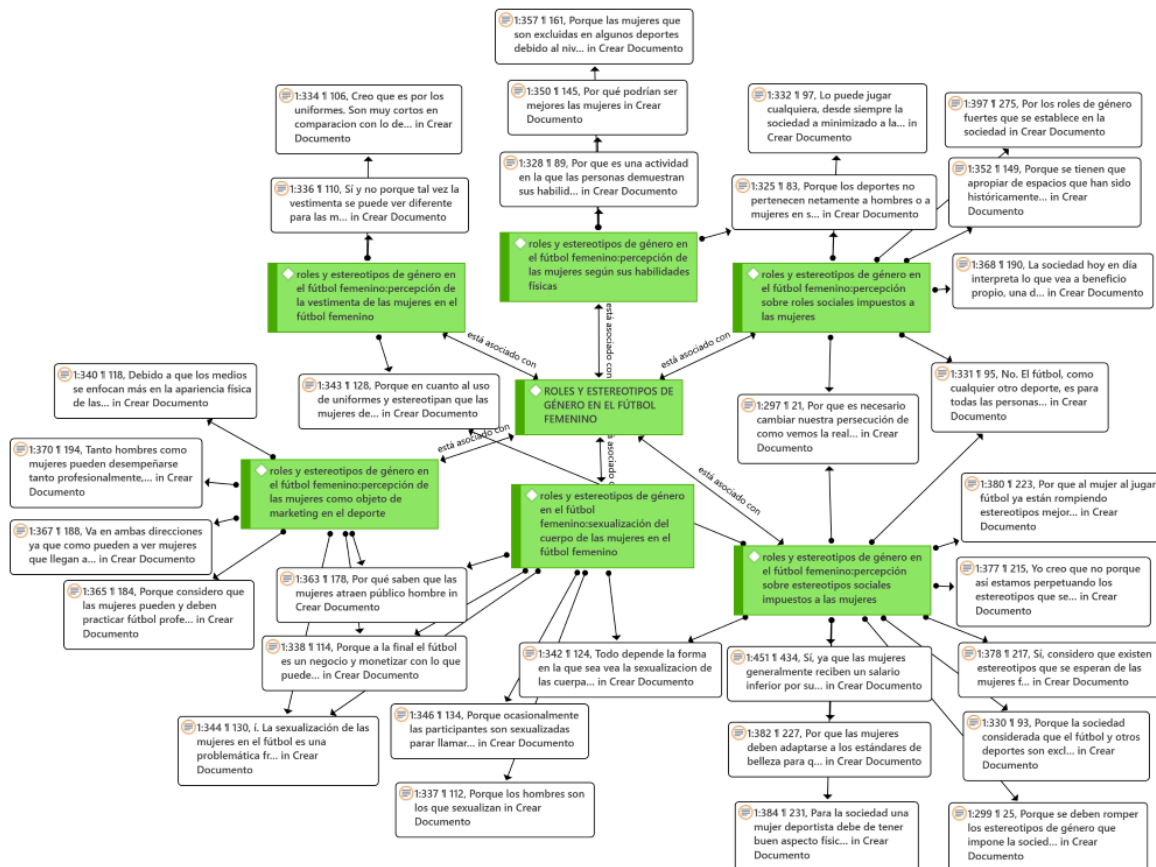 1:357 ¶ 161, Porque las mujeres que
son excluidas en algunos deportes
debido al niv... in Crear Documento
1:334 ¶ 106, Creo que es por los
uniformes. Son muy cortos en
comparacion con lo de... in Crear
Documento
1:350 ¶ 145, Por qué podrían ser
mejores las mujeres in Crear
Documento
1:332 ¶ 97, Lo puede jugar
cualquiera, desde siempre la
sociedad a minimizado a la...
in Crear Documento
1:397 ¶ 275, Por los roles de género
fuertes que se establece en la
sociedad in Crear Documento
1:336 ¶ 110, Sí y no porque tal vez la
vestimenta se puede ver diferente
para las m... in Crear Documento
1:328 ¶ 89, Por que es una actividad
en la que las personas demuestran
sus habilid... in Crear Documento
1:325 ¶ 83, Porque los deportes no
pertenecen netamente a hombres o a
mujeres en s... in Crear Documento
1:352 ¶ 149, Porque se tienen que
apropiar de espacios que han sido
históricamente... in Crear
Documento
roles y estereotipos de género en
el fútbol femenino:percepción de
la vestimenta de las mujeres en el
fútbol femenino
roles y estereotipos de género en
el fútbol femenino:percepción de
las mujeres según sus habilidades
físicas
roles y estereotipos de género en
el fútbol femenino:percepción
sobre roles sociales impuestos a
las mujeres
1:368 ¶ 190, La sociedad hoy en día
interpreta lo que vea a beneficio
propio, una d... in Crear Documento
está asociado con
está asociado con
está asociado con
1:340 ¶ 118, Debido a que los medios
se enfocan más en la apariencia física
de las... in Crear Documento
1:343 ¶ 128, Porque en cuanto al uso
de uniformes y estereotipan que las
mujeres de... in Crear Documento
ROLES Y ESTEREOTIPOS DE
GÉNERO EN EL FÚTBOL
FEMENINO
1:297 ¶ 21, Por que es necesario
cambiar nuestra persecución de
como vemos la real... in Crear
Documento
1:331 ¶ 95, No. El fútbol, como
cualquier otro deporte, es para
todas las personas... in Crear
Documento
está asociado con
asociado con
está asociado con
1:370 ¶ 194, Tanto hombres como
mujeres pueden desempeñarse
tanto profesionalmente,... in Crear
Documento
roles y estereotipos de género en
el fútbol femenino:percepción de
las mujeres como objeto de
marketing en el deporte
roles y estereotipos de género
en el fútbol
femenino:sexualización del
cuerpo de las mujeres en el
fútbol femenino
1:380 ¶ 223, Por que al mujer al jugar
fútbol ya están rompiendo
estereotipos mejor... in Crear
Documento
1:367 ¶ 188, Va en ambas direcciones
ya que como pueden a ver mujeres
que llegan a... in Crear Documento
roles y estereotipos de género en
el fútbol femenino:percepción
sobre estereotipos sociales
impuestos a las mujeres
1:377 ¶ 215, Yo creo que no porque
así estamos perpetuando los
estereotipos que se... in Crear
Documento
1:365 ¶ 184, Porque considero que
las mujeres pueden y deben
practicar fútbol profe... in Crear
Documento
1:363 ¶ 178, Por qué saben que las
mujeres atraen público hombre in
Crear Documento
1:338 ¶ 114, Porque a la final el fútbol
es un negocio y monetizar con lo que
puede... in Crear Documento
1:342 ¶ 124, Todo depende la forma
en la que sea vea la sexualizacion de
las cuerpa... in Crear Documento
1:451 ¶ 434, Sí, ya que las mujeres
generalmente reciben un salario
inferior por su... in Crear
Documento
1:378 ¶ 217, Sí, considero que existen
estereotipos que se esperan de las
mujeres f... in Crear Documento
1:344 ¶ 130, í. La sexualización de las
mujeres en el fútbol es una
problemática fr... in Crear
Documento
1:346 ¶ 134, Porque ocasionalmente
las participantes son sexualizadas
parar llamar... in Crear Documento
1:382 ¶ 227, Por que las mujeres
deben adaptarse a los estándares de
belleza para q... in Crear
Documento
1:330 ¶ 93, Porque la sociedad
considerada que el fútbol y otros
deportes son excl... in Crear
Documento
1:337 ¶ 112, Porque los hombres son
los que sexualizan in Crear
Documento
1:384 ¶ 231, Para la sociedad una
mujer deportista debe de tener
buen aspecto físic... in Crear
Documento
1:299 ¶ 25, Porque se deben romper
los estereotipos de género que
impone la socied... in Crear
Documento